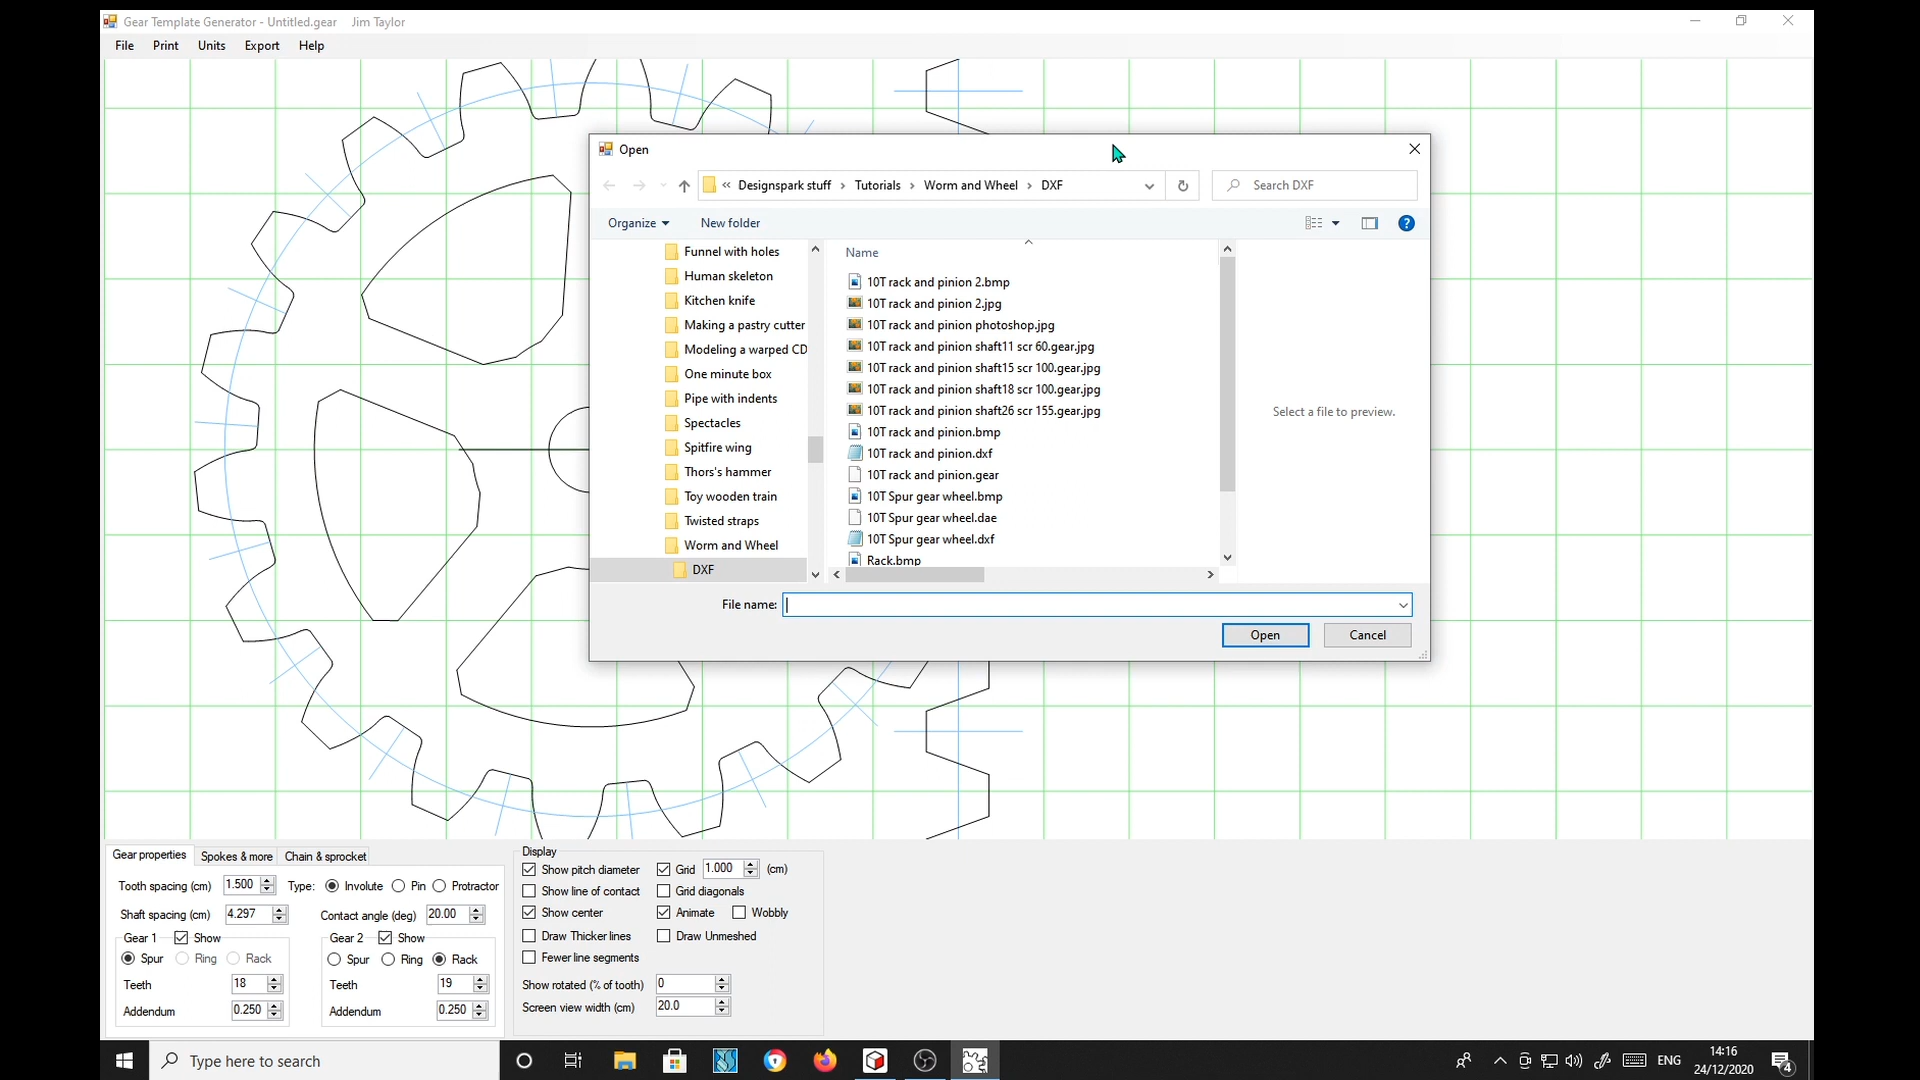 Gear Template Generator - Untitled.gear    Jim Taylor
File Print Units Export Help
Open
« Designspark stuff › Tutorials › Worm and Wheel › DXF
Search DXF
Organize New folder
Funnel with holes
Human skeleton
Kitchen knife
Making a pastry cutter
Modeling a warped CD
One minute box
Pipe with indents
Spectacles
Spitfire wing
Thors's hammer
Toy wooden train
Twisted straps
Worm and Wheel
DXF
Name
10T rack and pinion 2.bmp
10T rack and pinion 2.jpg
10T rack and pinion photoshop.jpg
10T rack and pinion shaft11 scr 60.gear.jpg
10T rack and pinion shaft15 scr 100.gear.jpg
10T rack and pinion shaft18 scr 100.gear.jpg
10T rack and pinion shaft26 scr 155.gear.jpg
10T rack and pinion.bmp
10T rack and pinion.dxf
10T rack and pinion.gear
10T Spur gear wheel.bmp
10T Spur gear wheel.dae
10T Spur gear wheel.dxf
Rack.bmp
Select a file to preview.
File name:
Open Cancel
Gear properties Spokes & more Chain & sprocket
Tooth spacing (cm) 1.500 Type: Involute Pin Protractor
Shaft spacing (cm) 4.297 Contact angle (deg) 20.00
Gear 1 Show
Spur Ring Rack
Teeth 18
Addendum 0.250
Gear 2 Show
Spur Ring Rack
Teeth 19
Addendum 0.250
Display
Show pitch diameter Grid 1.000 (cm)
Show line of contact Grid diagonals
Show center Animate Wobbly
Draw Thicker lines Draw Unmeshed
Fewer line segments
Show rotated (% of tooth) 0
Screen view width (cm) 20.0
Type here to search
ENG
14:16
24/12/2020
4